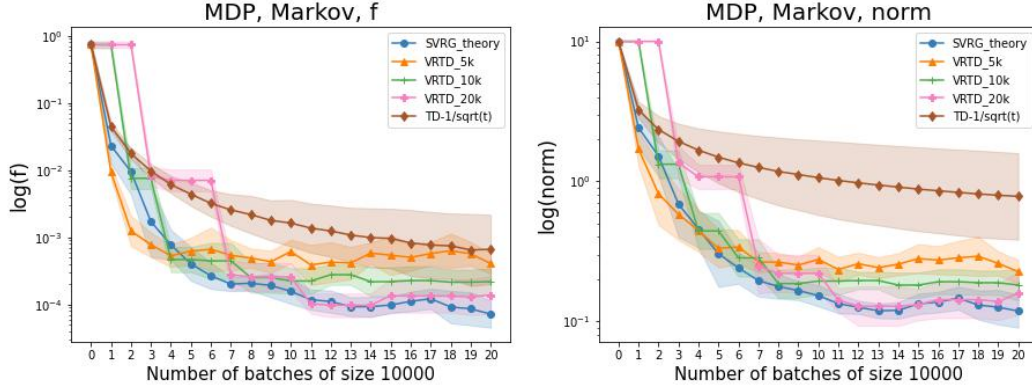 MDP, Markov, f
log(f)
10⁰
10⁻¹
10⁻²
10⁻³
10⁻⁴
SVRG_theory
VRTD_5k
VRTD_10k
VRTD_20k
TD-1/sqrt(t)
0 1 2 3 4 5 6 7 8 9 10 11 12 13 14 15 16 17 18 19 20
Number of batches of size 10000
MDP, Markov, norm
log(norm)
10¹
10⁰
10⁻¹
SVRG_theory
VRTD_5k
VRTD_10k
VRTD_20k
TD-1/sqrt(t)
0 1 2 3 4 5 6 7 8 9 10 11 12 13 14 15 16 17 18 19 20
Number of batches of size 10000